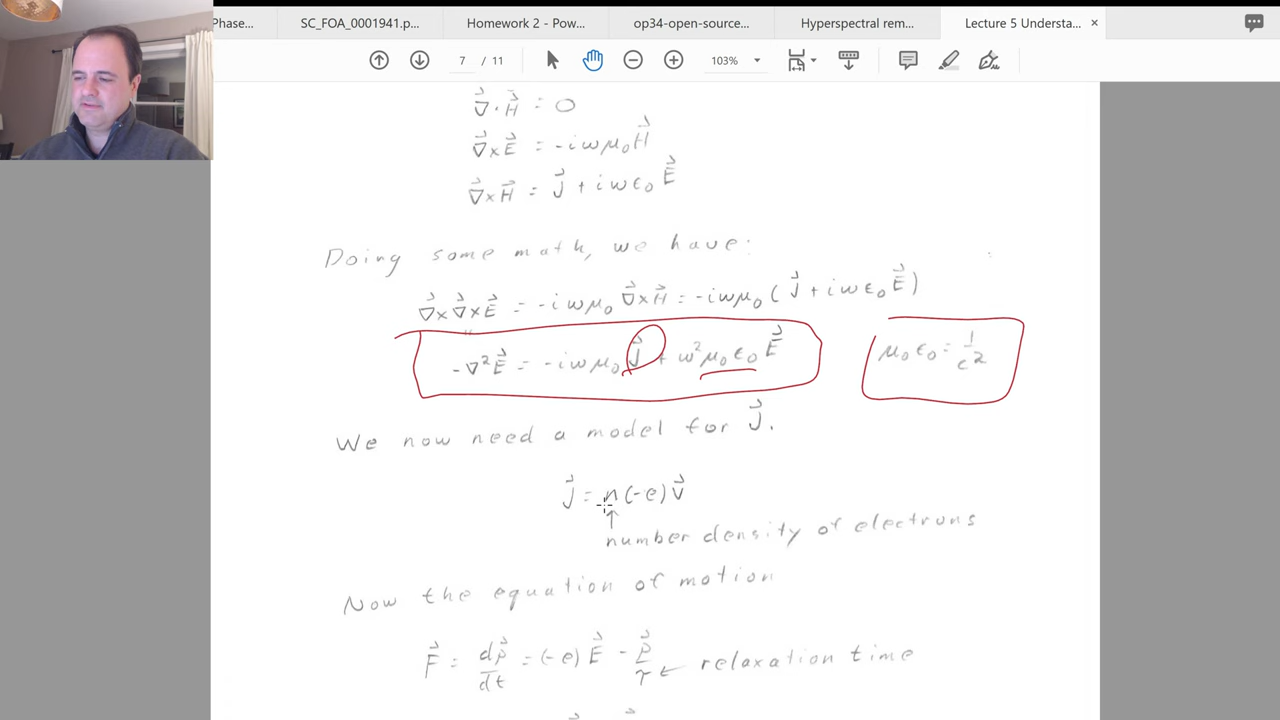 Phase... SC_FOA_0001941.p... Homework 2 - Pow... op34-open-source... Hyperspectral rem... Lecture 5 Understa... ×
7 / 11 103%
∇⃗·H⃗ = 0
∇⃗×E⃗ = -iωμ₀H⃗
∇⃗×H⃗ = J⃗ + iωϵ₀E⃗
Doing some math, we have:
∇⃗×∇⃗×E⃗ = -iωμ₀ ∇⃗×H⃗ = -iωμ₀(J⃗ + iωϵ₀E⃗)
-∇²E⃗ = -iωμ₀J⃗ + ω²μ₀ϵ₀E⃗ μ₀ϵ₀ = 1/c²
We now need a model for J⃗.
J⃗ = n(-e)v⃗
number density of electrons
Now the equation of motion
F⃗ = dp⃗/dt = (-e)E⃗ - p⃗/τ ← relaxation time